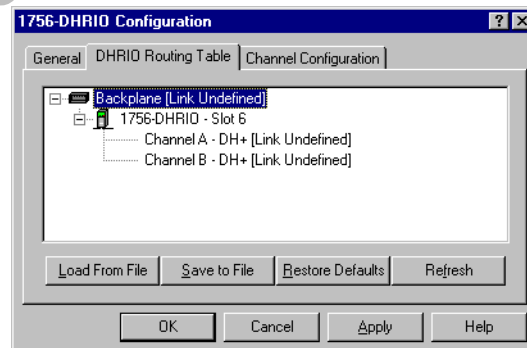 1756-DHRIO Configuration
General DHRIO Routing Table Channel Configuration
Backplane [Link Undefined]
1756-DHRIO - Slot 6
Channel A - DH+ [Link Undefined]
Channel B - DH+ [Link Undefined]
Load From File Save to File Restore Defaults Refresh
OK Cancel Apply Help